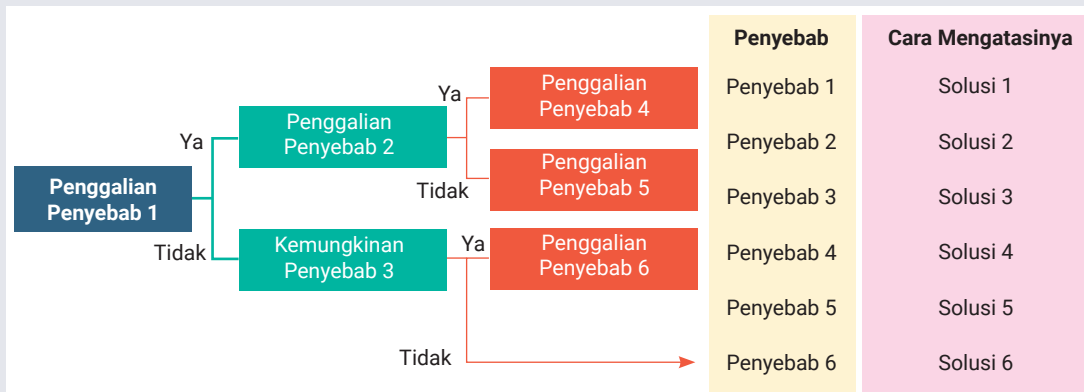 Penyebab
Cara Mengatasinya
Penggalian
Penyebab 1
Ya
Tidak
Penggalian
Penyebab 2
Kemungkinan
Penyebab 3
Ya
Tidak
Ya
Tidak
Penggalian
Penyebab 4
Penggalian
Penyebab 5
Penggalian
Penyebab 6
Penyebab 1
Solusi 1
Penyebab 2
Solusi 2
Penyebab 3
Solusi 3
Penyebab 4
Solusi 4
Penyebab 5
Solusi 5
Penyebab 6
Solusi 6